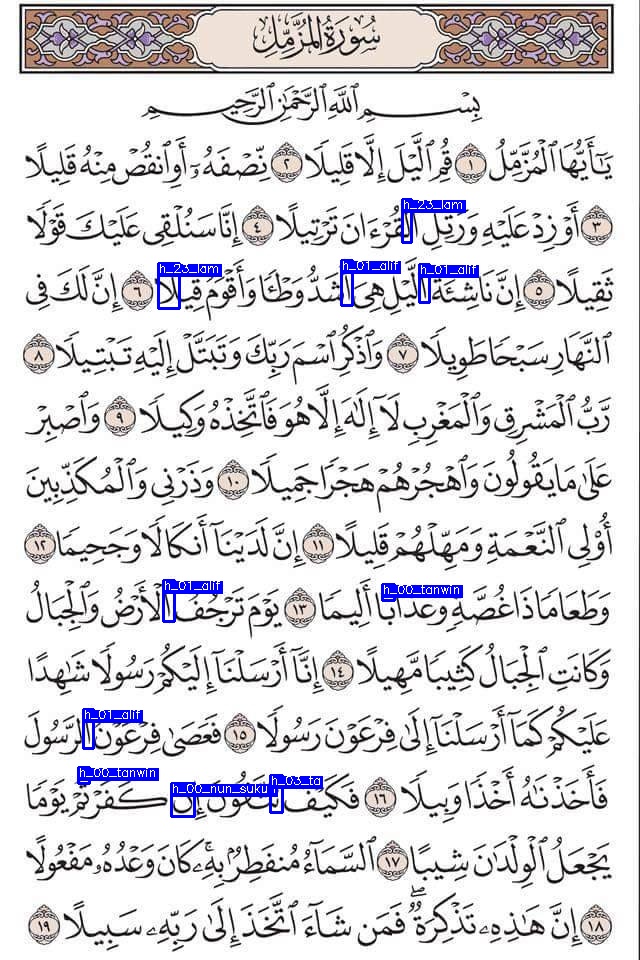 سُورَةُ المُزَّمِّلِ
بِسْمِ ٱللَّهِ ٱلرَّحْمَٰنِ ٱلرَّحِيمِ
يَٰٓأَيُّهَا ٱلْمُزَّمِّلُ ١ قُمِ ٱلَّيْلَ إِلَّا قَلِيلًا ٢ نِّصْفَهُۥٓ أَوِ ٱنقُصْ مِنْهُ قَلِيلًا
h_23_lam
٣ أَوْ زِدْ عَلَيْهِ وَرَتِّلِ ٱلْقُرْءَانَ تَرْتِيلًا ٤ إِنَّا سَنُلْقِى عَلَيْكَ قَوْلًا
h_01_alif h_01_alif h_23_lam
ثَقِيلًا ٥ إِنَّ نَاشِئَةَ ٱلَّيْلِ هِىَ أَشَدُّ وَطْـًٔا وَأَقْوَمُ قِيلًا ٦ إِنَّ لَكَ فِى
ٱلنَّهَارِ سَبْحًا طَوِيلًا ٧ وَٱذْكُرِ ٱسْمَ رَبِّكَ وَتَبَتَّلْ إِلَيْهِ تَبْتِيلًا ٨
رَّبُّ ٱلْمَشْرِقِ وَٱلْمَغْرِبِ لَآ إِلَٰهَ إِلَّا هُوَ فَٱتَّخِذْهُ وَكِيلًا ٩ وَٱصْبِرْ
عَلَىٰ مَا يَقُولُونَ وَٱهْجُرْهُمْ هَجْرًا جَمِيلًا ١٠ وَذَرْنِى وَٱلْمُكَذِّبِينَ
أُو۟لِى ٱلنَّعْمَةِ وَمَهِّلْهُمْ قَلِيلًا ١١ إِنَّ لَدَيْنَآ أَنكَالًا وَجَحِيمًا ١٢
h_00_tanwin h_01_alif
وَطَعَامًا ذَا غُصَّةٍ وَعَذَابًا أَلِيمًا ١٣ يَوْمَ تَرْجُفُ ٱلْأَرْضُ وَٱلْجِبَالُ
وَكَانَتِ ٱلْجِبَالُ كَثِيبًا مَّهِيلًا ١٤ إِنَّآ أَرْسَلْنَآ إِلَيْكُمْ رَسُولًا شَٰهِدًا
h_01_alif
عَلَيْكُمْ كَمَآ أَرْسَلْنَآ إِلَىٰ فِرْعَوْنَ رَسُولًا ١٥ فَعَصَىٰ فِرْعَوْنُ ٱلرَّسُولَ
h_03_ta h_00_nun_suku h_00_tanwin
فَأَخَذْنَٰهُ أَخْذًا وَبِيلًا ١٦ فَكَيْفَ تَتَّقُونَ إِن كَفَرْتُمْ يَوْمًا
يَجْعَلُ ٱلْوِلْدَٰنَ شِيبًا ١٧ ٱلسَّمَآءُ مُنفَطِرٌۢ بِهِۦ ۚ كَانَ وَعْدُهُۥ مَفْعُولًا
١٨ إِنَّ هَٰذِهِۦ تَذْكِرَةٌ ۖ فَمَن شَآءَ ٱتَّخَذَ إِلَىٰ رَبِّهِۦ سَبِيلًا ١٩